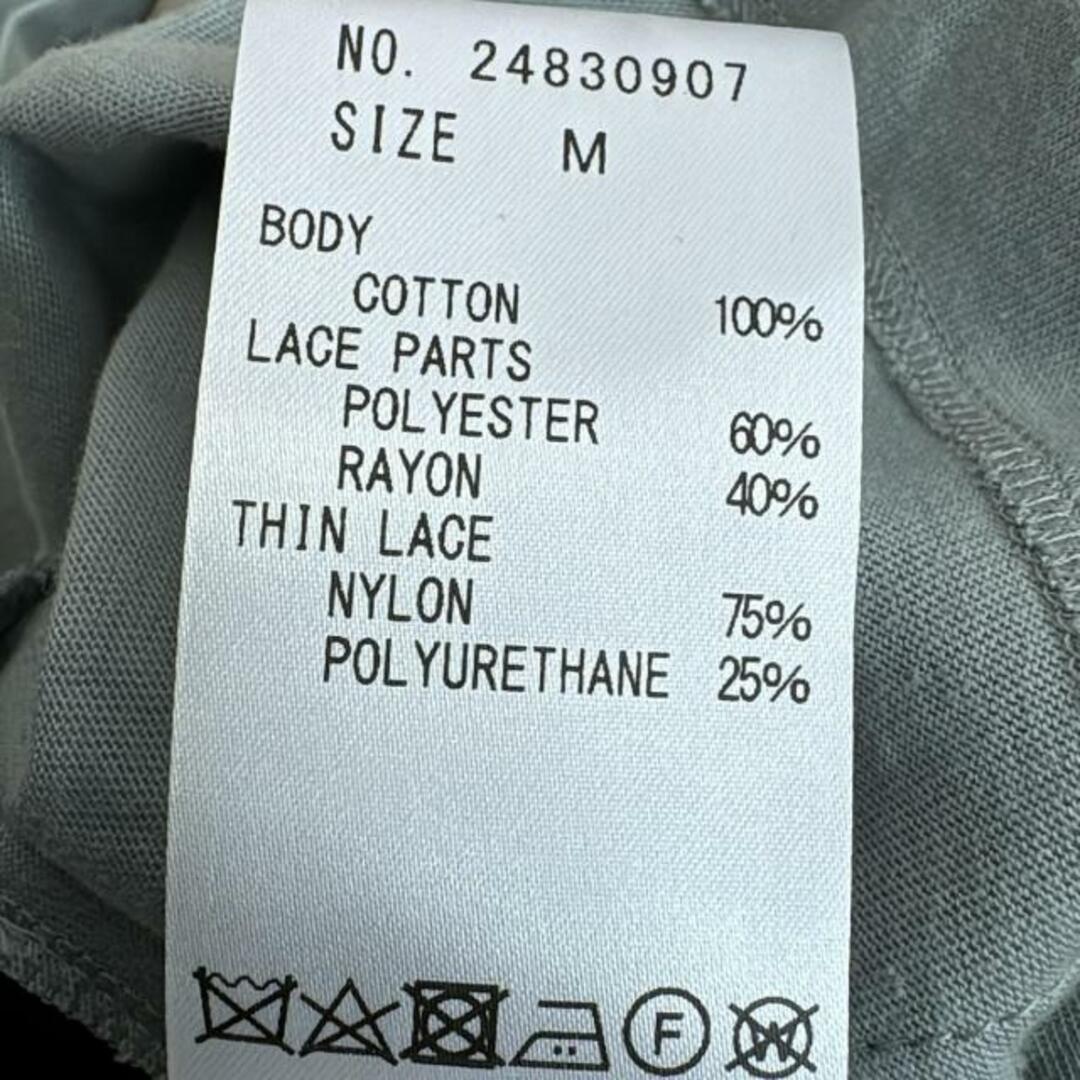 NO. 24830907
SIZE M
BODY
COTTON 100%
LACE PARTS
POLYESTER 60%
RAYON 40%
THIN LACE
NYLON 75%
POLYURETHANE 25%
F W